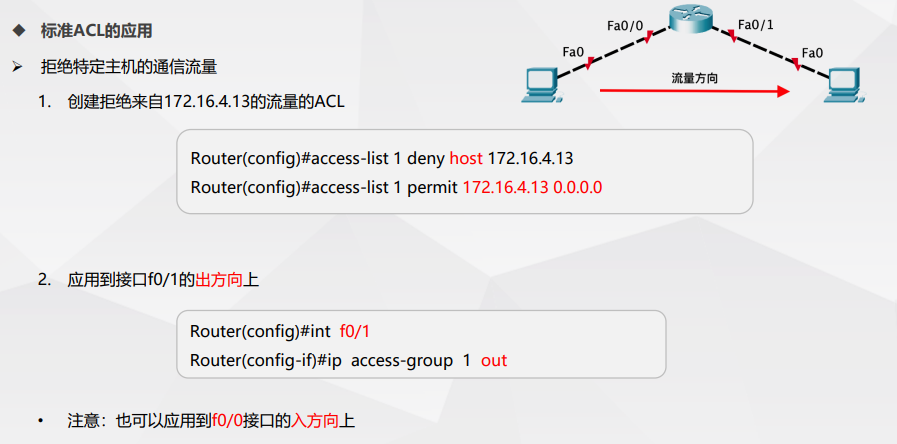 标准ACL的应用
拒绝特定主机的通信流量
1. 创建拒绝来自172.16.4.13的流量的ACL
Fa0/0
Fa0/1
Fa0
Fa0
流量方向
Router(config)#access-list 1 deny host 172.16.4.13
Router(config)#access-list 1 permit 172.16.4.13 0.0.0.0
2. 应用到接口f0/1的出方向上
Router(config)#int f0/1
Router(config-if)#ip access-group 1 out
• 注意：也可以应用到f0/0接口的入方向上